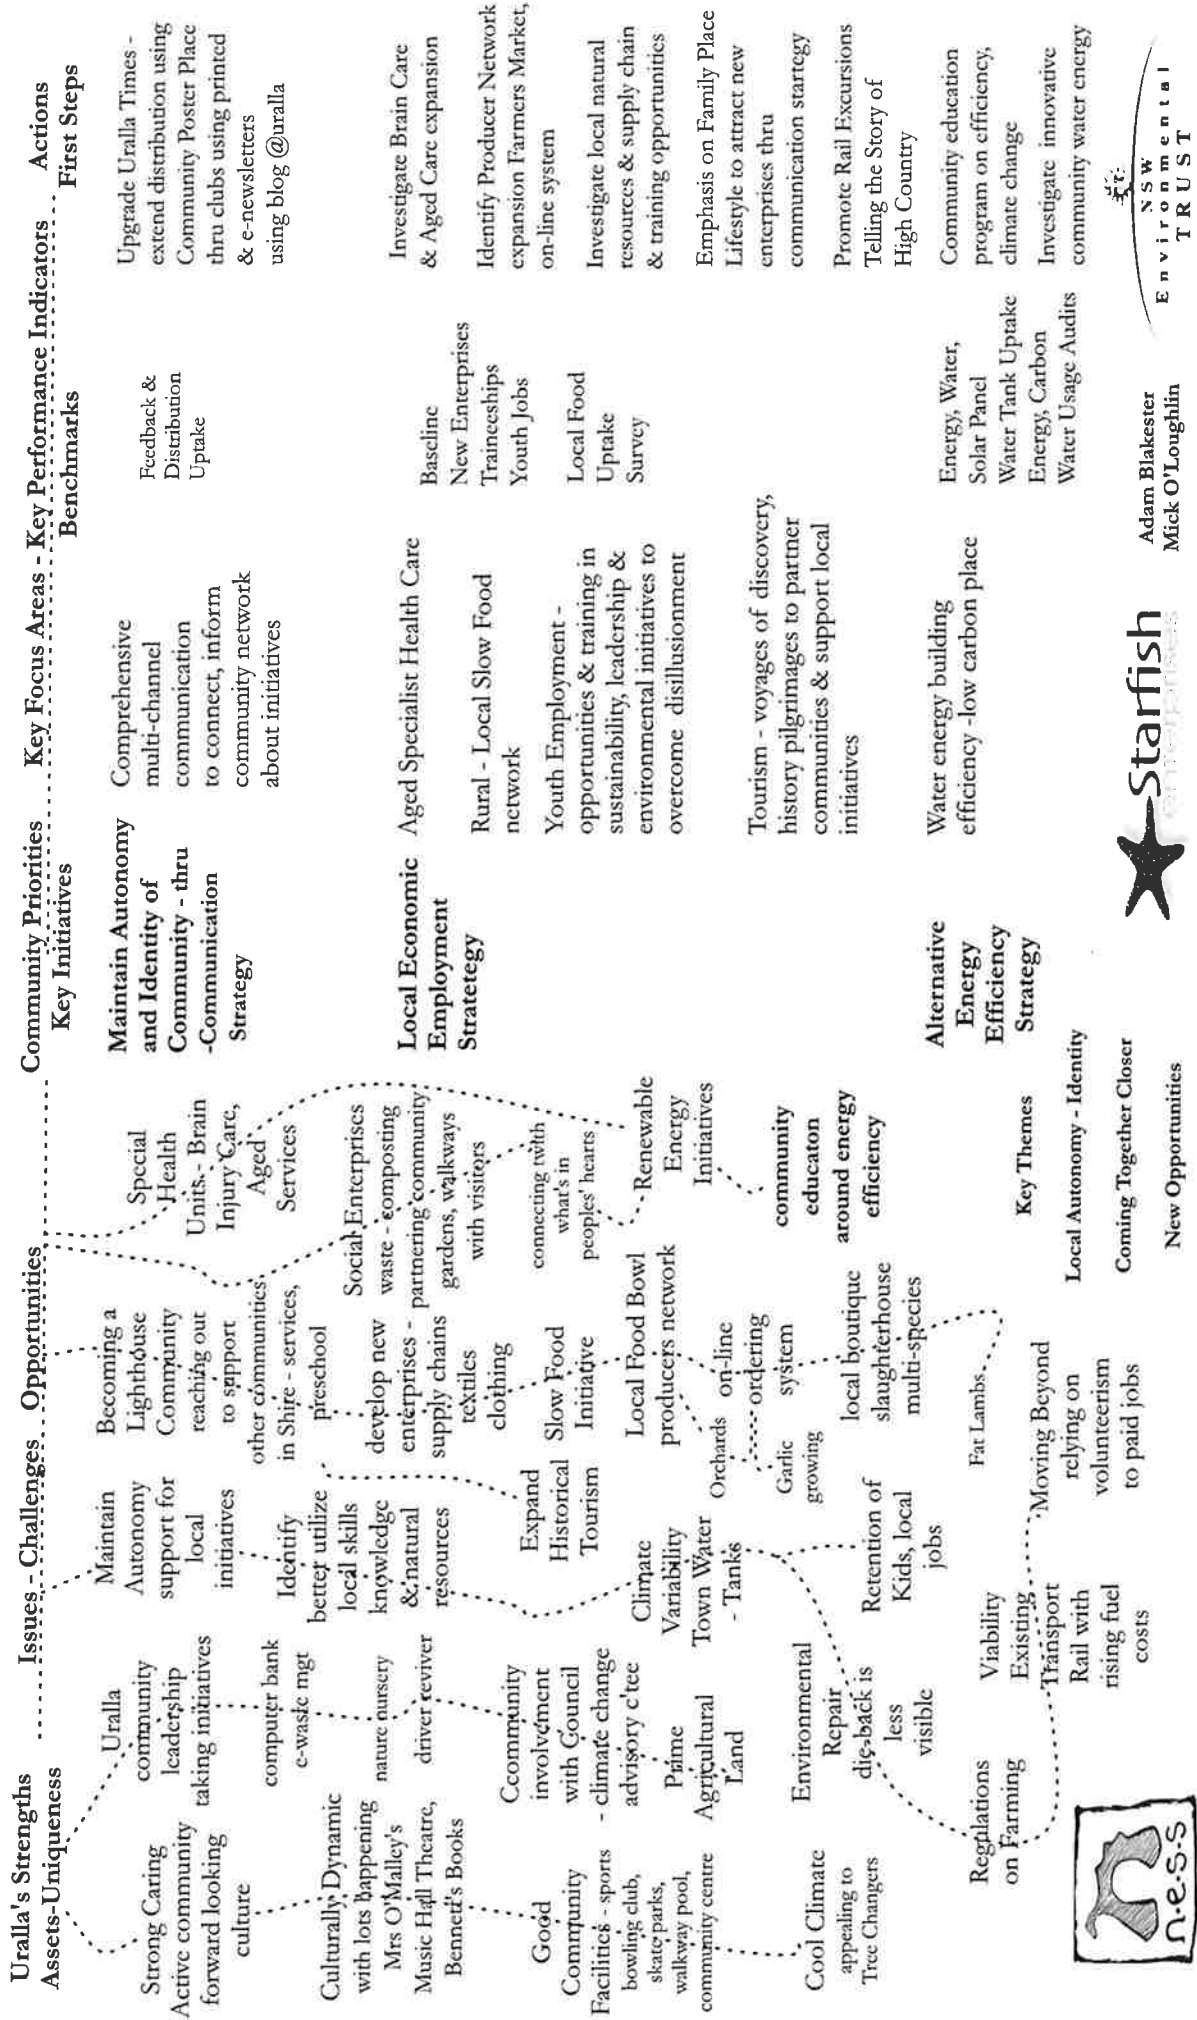 Uralla's Strengths
Assets-Uniqueness
Issues - Challenges
Opportunities
Community Priorities
Key Initiatives
Key Focus Areas - Key Performance Indicators
Benchmarks
Actions
First Steps
Strong Caring
Active community
forward looking
culture
Culturally Dynamic
with lots happening
Mrs O'Malley's
Music Hall Theatre,
Bennett's Books
Good
Community
Facilities - sports
bowling club,
skate parks,
walkway pool,
community centre
Cool Climate
appealing to
Tree Changers
Uralla
community
leadership
taking initiatives
computer bank
e-waste mgt
nature nursery
driver reviver
Ccommunity
involvement
with Council
- climate change
advisory c'tee
Prime
Agricultural
Land
Environmental
Repair
die-back is
less
visible
Regulations
on Farming
Maintain
Autonomy
support for
local
initiatives
Identify
better utilize
local skills
knowledge
& natural
resources
Expand
Historical
Tourism
Climate
Variability
Town Water
- Tanks
Retention of
Kids, local
jobs
Viability
Existing
Transport
Rail with
rising fuel
costs
Moving Beyond
relying on
volunteerism
to paid jobs
Becoming a
Lighthouse
Community
reaching out
to support
other communities
in Shire - services,
preschool
develop new
enterprises -
supply chains
textiles
clothing
Slow Food
Initiative
Local Food Bowl
producers network
Orchards
on-line
ordering
system
Garlic
growing
local boutique
slaughterhouse
multi-species
Fat Lambs
Special
Health
Units - Brain
Injury Care,
Aged
Services
Social Enterprises
waste - composting
partnering community
gardens, walkways
with visitors
connecting twith
what's in
peoples' hearts
Renewable
Energy
Initiatives
community
educaton
around energy
efficiency
Key Themes
Local Autonomy - Identity
Coming Together Closer
New Opportunities
Maintain Autonomy
and Identity of
Community - thru
-Communication
Strategy
Local Economic
Employment
Stratetegy
Alternative
Energy
Efficiency
Strategy
Comprehensive
multi-channel
communication
to connect, inform
community network
about initiatives
Aged Specialist Health Care
Rural - Local Slow Food
network
Youth Employment -
opportunities & training in
sustainability, leadership &
environmental initiatives to
overcome disillusionment
Tourism - voyages of discovery,
history pilgrimages to partner
communities & support local
initiatives
Water energy building
efficiency -low carbon place
Feedback &
Distribution
Uptake
Baseline
New Enterprises
Traineeships
Youth Jobs
Local Food
Uptake
Survey
Energy, Water,
Solar Panel
Water Tank Uptake
Energy, Carbon
Water Usage Audits
Upgrade Uralla Times -
extend distribution using
Community Poster Place
thru clubs using printed
& e-newsletters
using blog @uralla
Investigate Brain Care
& Aged Care expansion
Identify Producer Network
expansion Farmers Market,
on-line system
Investigate local natural
resources & supply chain
& training opportunities
Emphasis on Family Place
Lifestyle to attract new
enterprises thru
communication startegy
Promote Rail Excursions
Telling the Story of
High Country
Community education
program on efficiency,
climate change
Investigate innovative
community water energy
n.e.s.s
Starfish
enterprises
Adam Blakester
Mick O'Loughlin
NSW
Environmental
TRUST